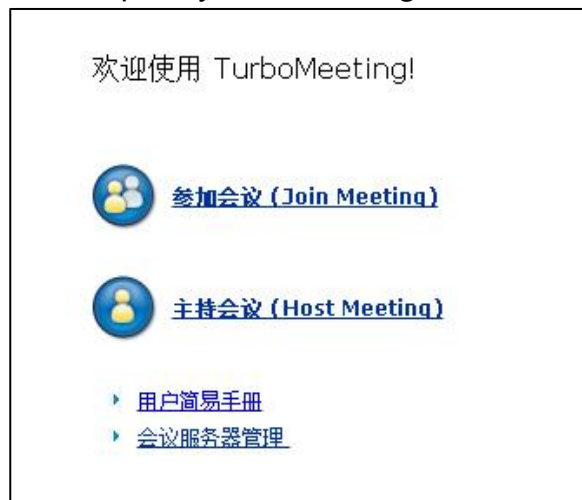 欢迎使用 TurboMeeting!
参加会议 (Join Meeting)
主持会议 (Host Meeting)
用户简易手册
会议服务器管理